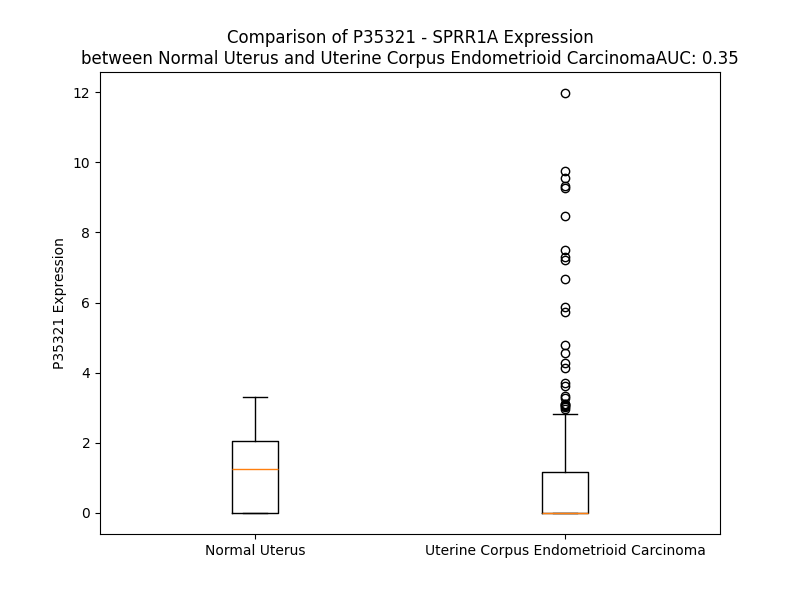 Comparison of P35321 - SPRR1A Expression
between Normal Uterus and Uterine Corpus Endometrioid CarcinomaAUC: 0.35
12
10
8
6
4
2
0
P35321 Expression
Normal Uterus
Uterine Corpus Endometrioid Carcinoma